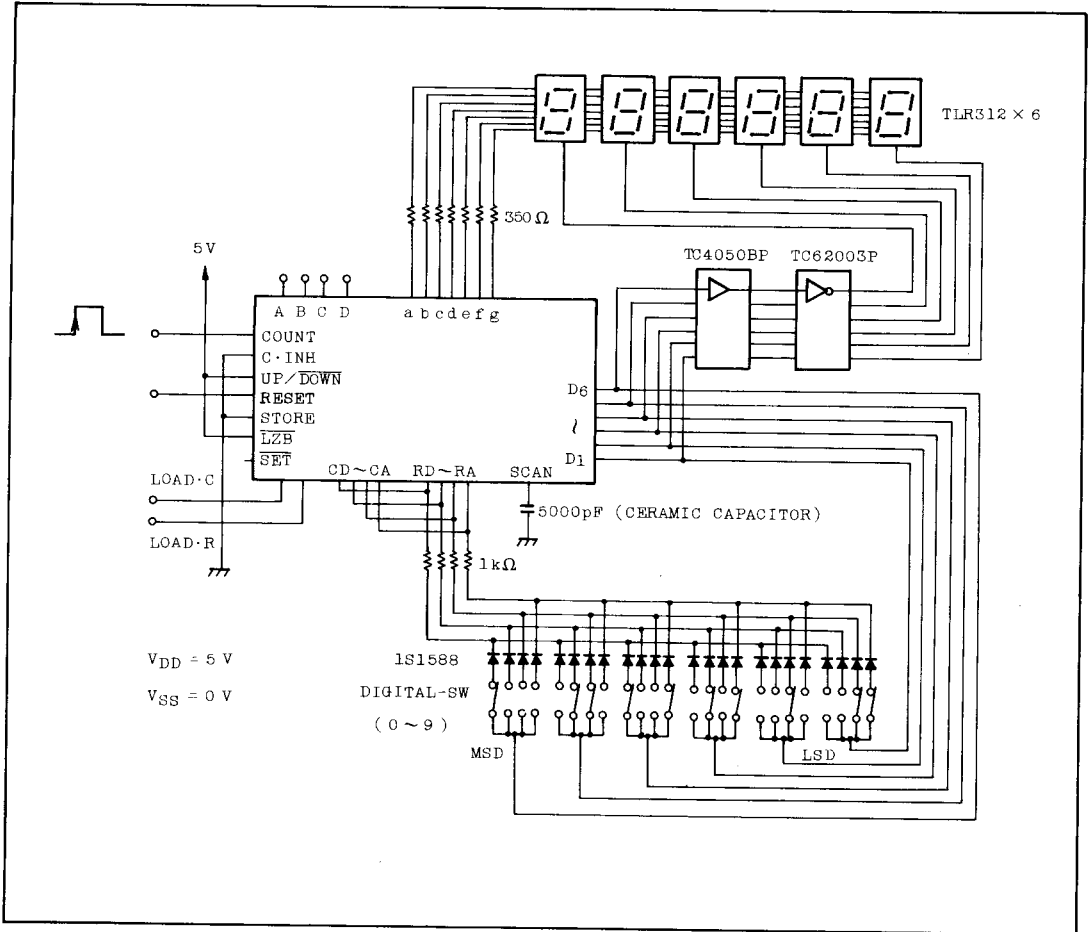 TLR312 × 6
350Ω
5V
TC4050BP TC62003P
A B C D
a b c d e f g
COUNT
C·INH
UP/DOWN
RESET
STORE
LZB
SET
D6
~
D1
CD~CA RD~RA SCAN
LOAD·C
LOAD·R
5000pF (CERAMIC CAPACITOR)
1kΩ
VDD = 5 V
VSS = 0 V
1S1588
DIGITAL-SW
(0~9)
MSD
LSD